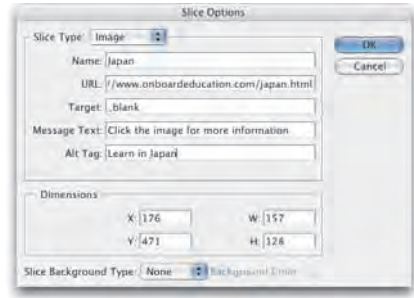 Slice Options
Slice Type: Image
OK
Name: Japan
Cancel
URL: //www.onboardeducation.com/japan.html
Target: _blank
Message Text: Click the image for more information
Alt Tag: Learn in Japan
Dimensions
X: 176 W: 157
Y: 471 H: 128
Slice Background Type: None Background